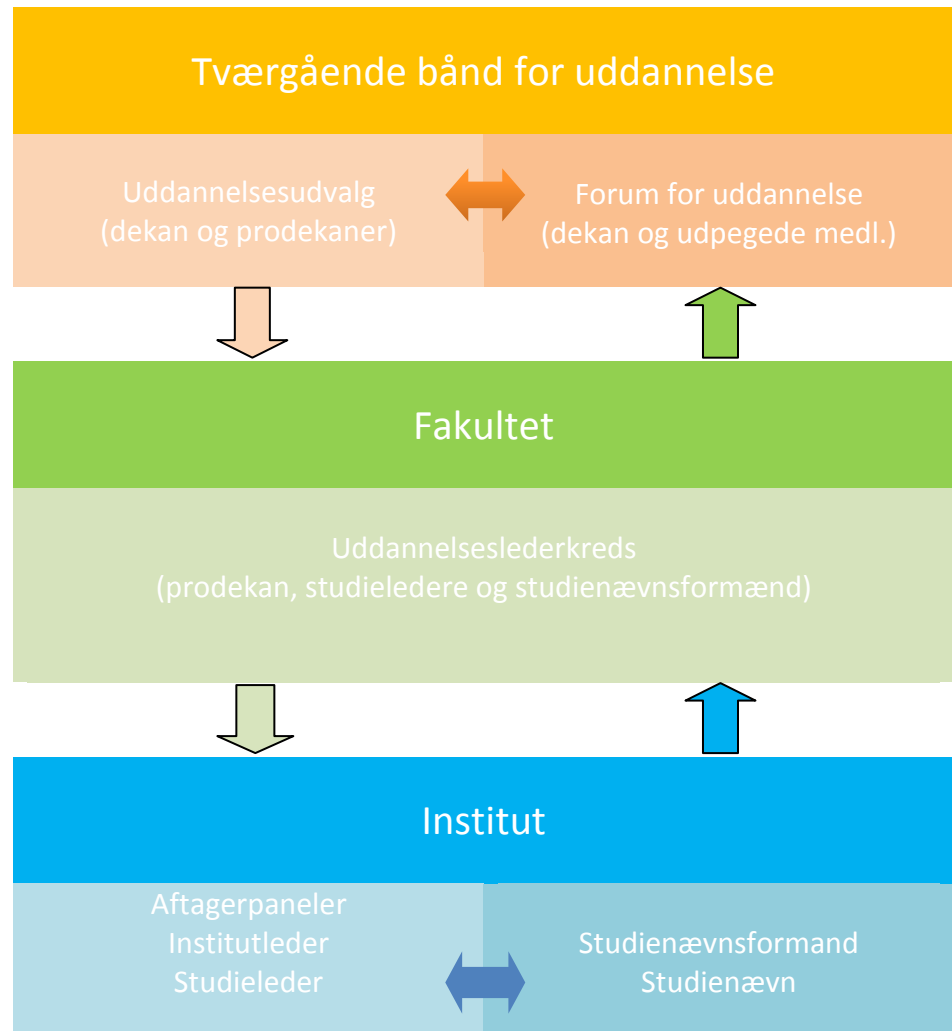 Tværgående bånd for uddannelse
Uddannelsesudvalg
(dekan og prodekaner)
Forum for uddannelse
(dekan og udpegede medl.)
Fakultet
Uddannelseslederkreds
(prodekan, studieledere og studienævnsformænd)
Institut
Aftagerpaneler
Institutleder
Studieleder
Studienævnsformand
Studienævn